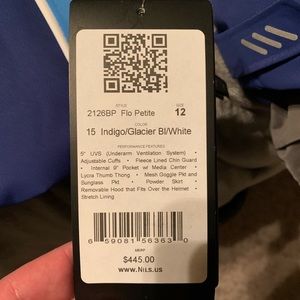 STYLE SIZE
2126BP Flo Petite 12
COLOR
15 Indigo/Glacier Bl/White
PERFORMANCE FEATURES
5" UVS (Underarm Ventilation System) •
Adjustable Cuffs • Fleece Lined Chin Guard
• Internal 9" Pocket w/ Media Center •
Lycra Thumb Thong • Mesh Goggle Pkt and
Sunglass Pkt • Powder Skirt •
Removable Hood that Fits Over the Helmet •
Stretch Lining
6 59081 56363 0
MSRP
$445.00
www.NILS.us